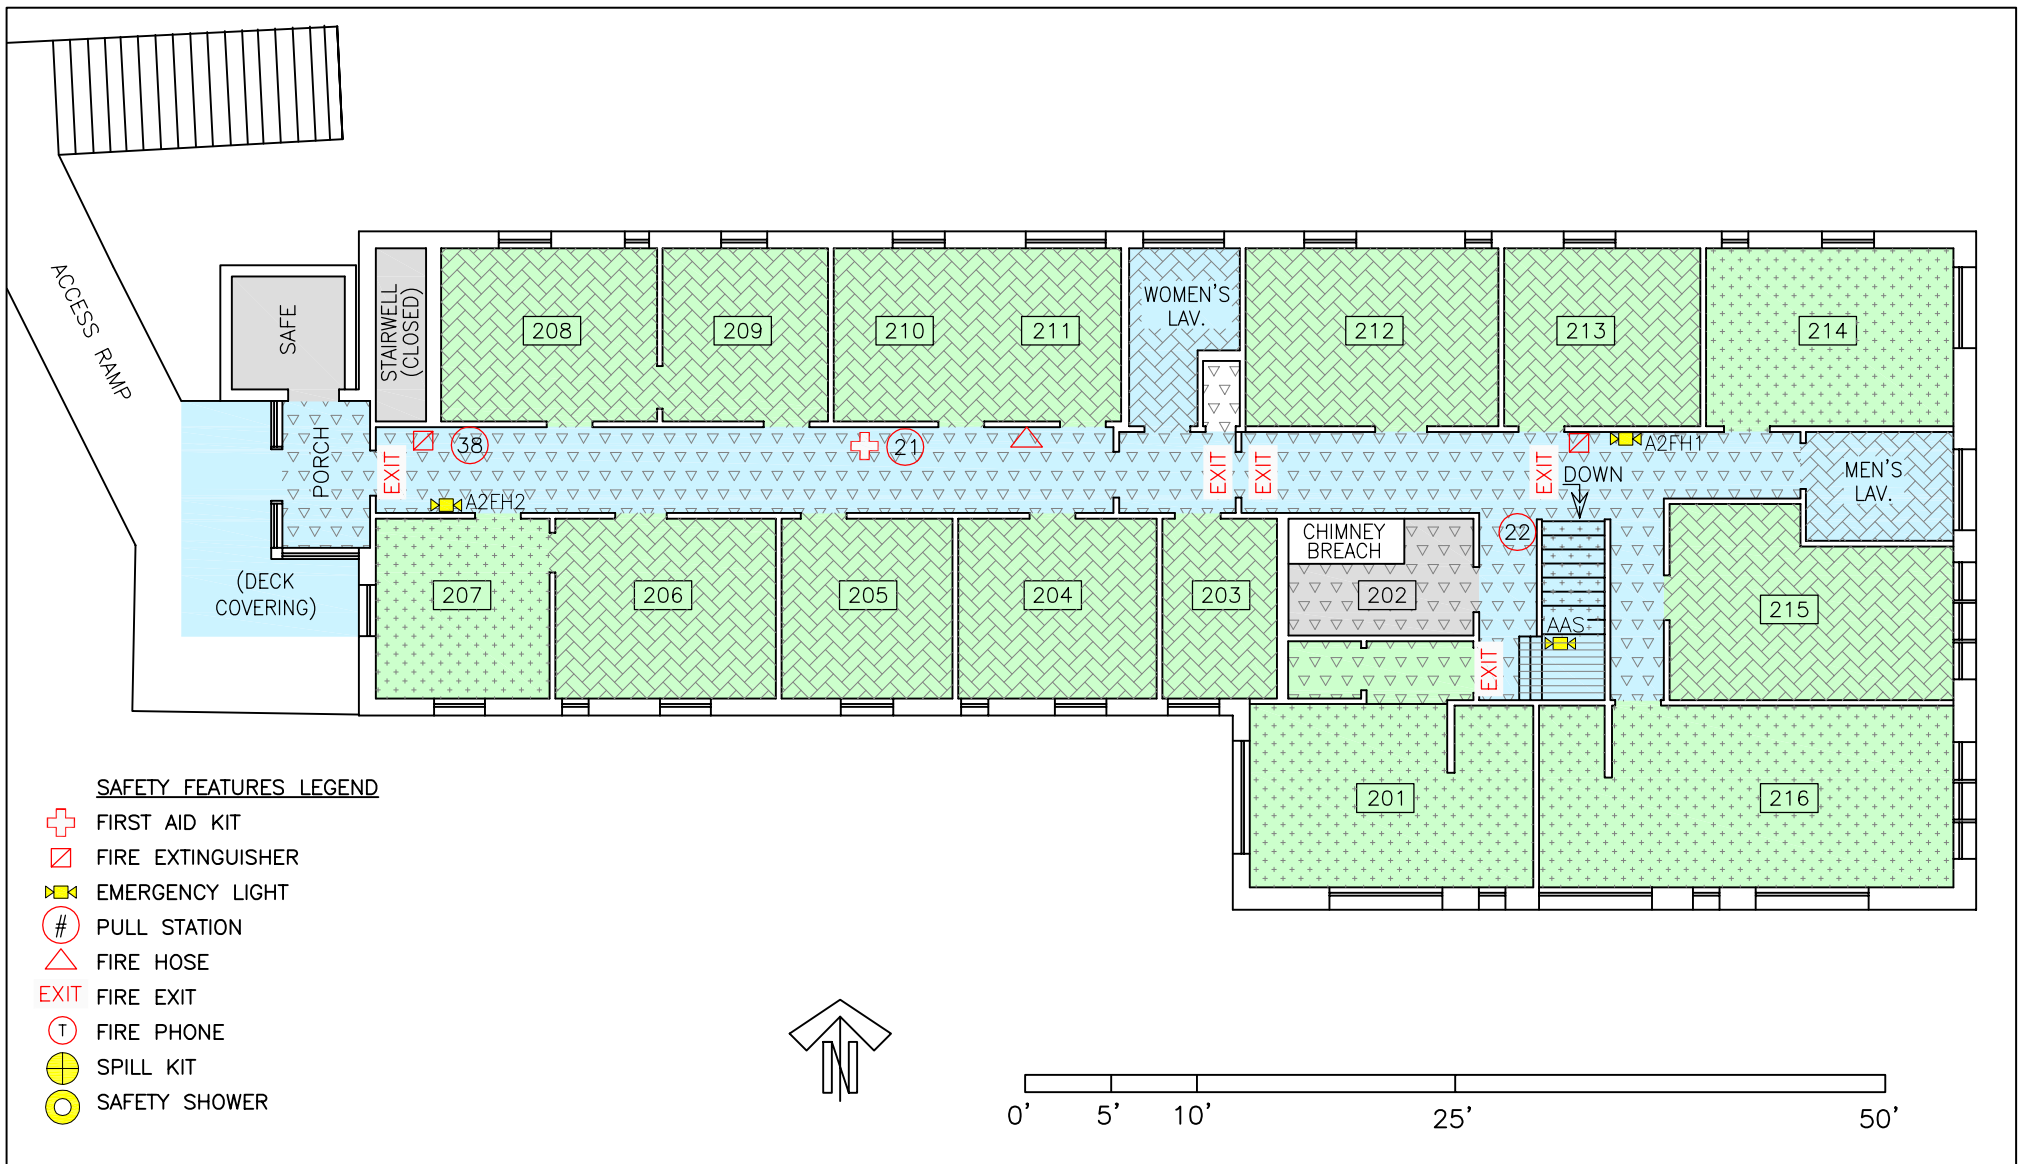 ACCESS RAMP
SAFE
STAIRWELL
(CLOSED)
208
209
210
211
WOMEN'S
LAV.
212
213
214
PORCH
EXIT
38
A2FH2
21
EXIT
EXIT
EXIT
A2FH1
DOWN
MEN'S
LAV.
(DECK
COVERING)
207
206
205
204
203
CHIMNEY
BREACH
202
22
AAS
EXIT
215
201
216
SAFETY FEATURES LEGEND
FIRST AID KIT
FIRE EXTINGUISHER
EMERGENCY LIGHT
# PULL STATION
FIRE HOSE
EXIT FIRE EXIT
T FIRE PHONE
SPILL KIT
SAFETY SHOWER
N
0' 5' 10' 25' 50'